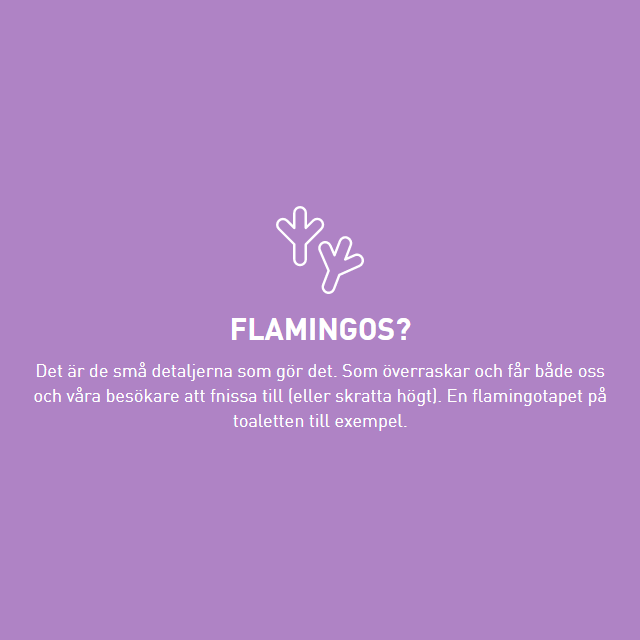 FLAMINGOS?
Det är de små detaljerna som gör det. Som överraskar och får både oss
och våra besökare att fnissa till (eller skratta högt). En flamingotapet på
toaletten till exempel.